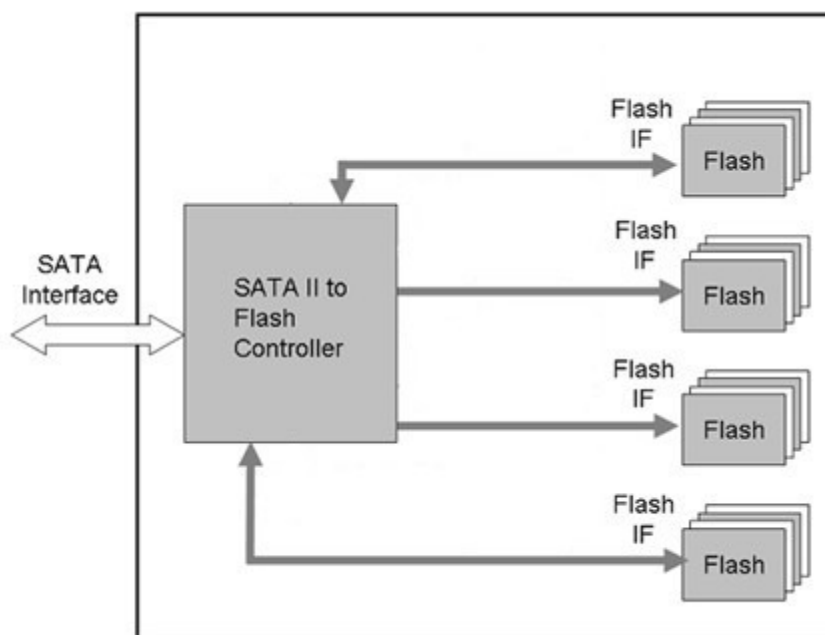 SATA
Interface
SATA II to
Flash
Controller
Flash
IF
Flash
Flash
IF
Flash
Flash
IF
Flash
Flash
IF
Flash